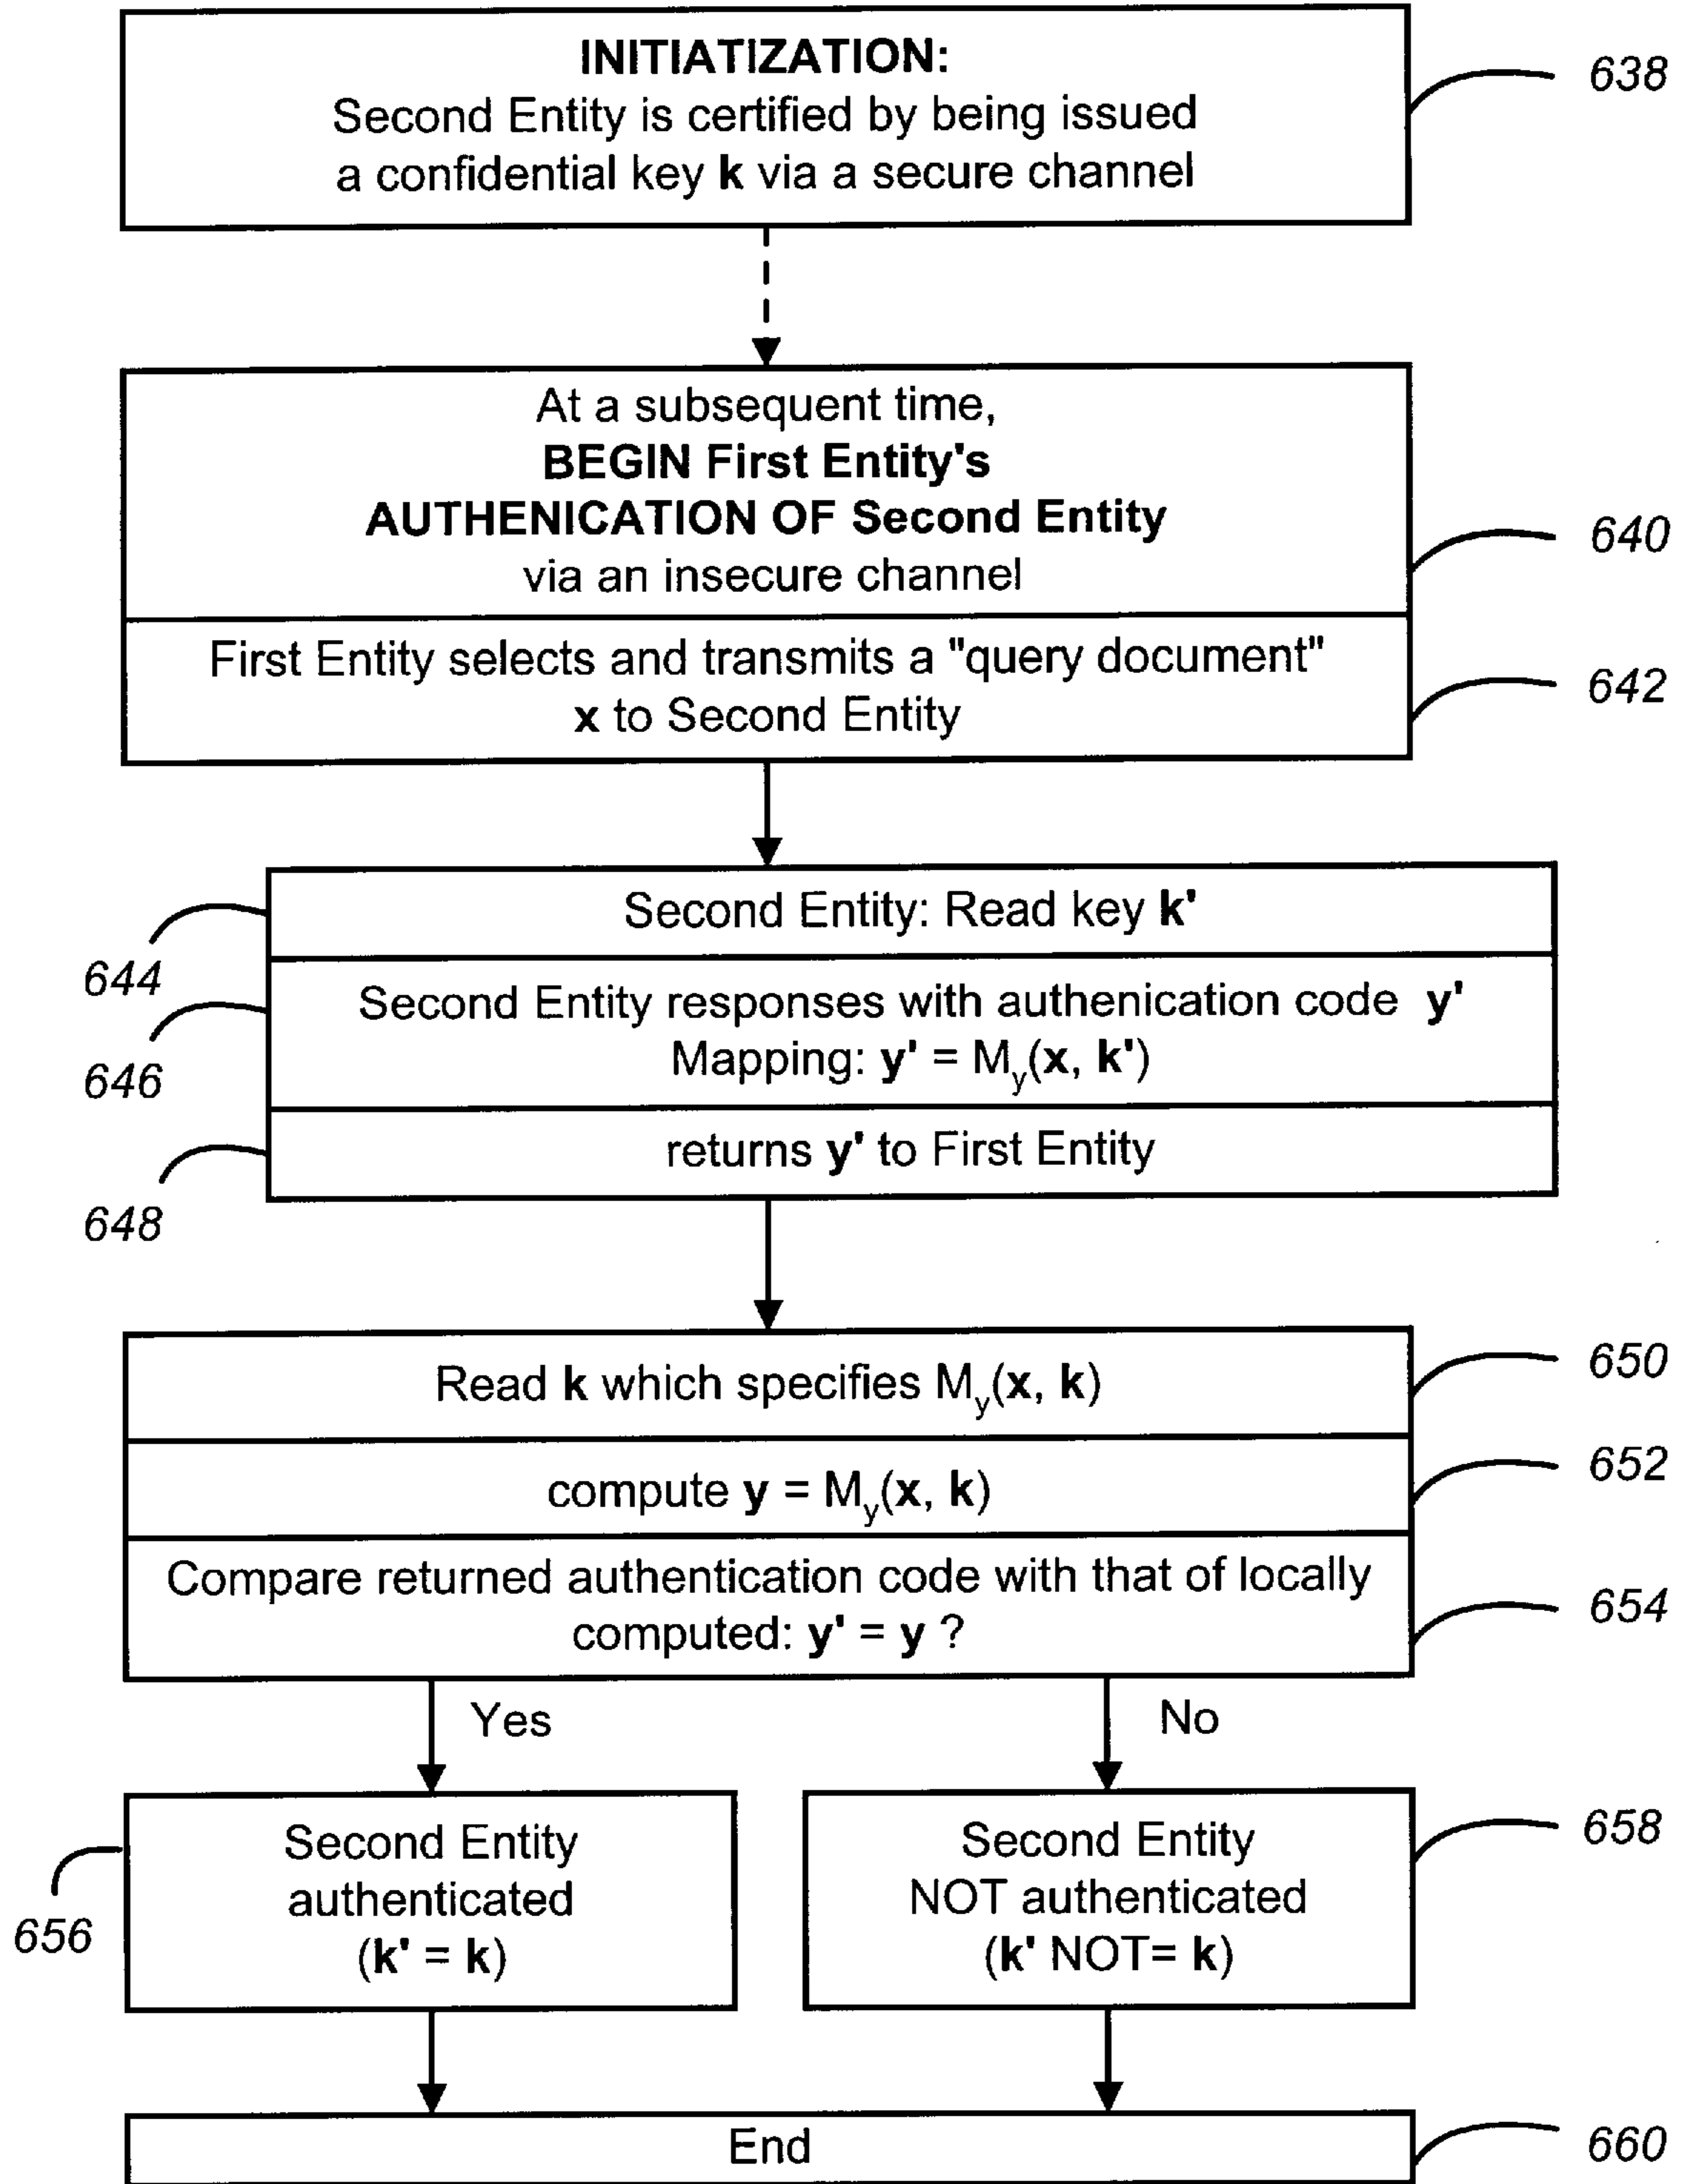 INITIATIZATION:
Second Entity is certified by being issued
a confidential key k via a secure channel
638
At a subsequent time,
BEGIN First Entity's
AUTHENICATION OF Second Entity
via an insecure channel
640
First Entity selects and transmits a "query document"
x to Second Entity
642
Second Entity: Read key k'
644
Second Entity responses with authenication code y'
Mapping: y' = My(x, k')
646
returns y' to First Entity
648
Read k which specifies My(x, k)
650
compute y = My(x, k)
652
Compare returned authentication code with that of locally
computed: y' = y ?
654
Yes
No
Second Entity
authenticated
(k' = k)
656
Second Entity
NOT authenticated
(k' NOT= k)
658
End
660